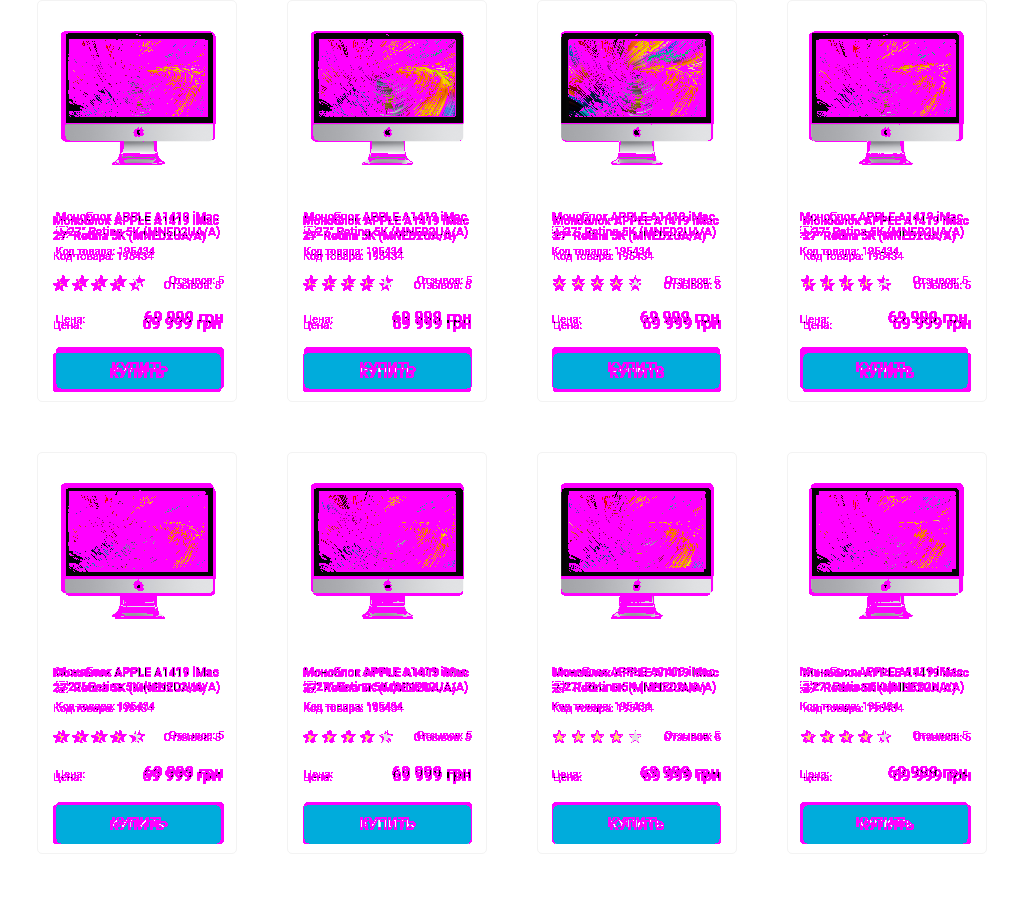 Моноблок APPLE A1419 iMac
27" Retina 5K (MNED2UA/A)
Код товара: 195434
Отзывов: 5
Цена: 69 999 грн
КУПИТЬ
Моноблок APPLE A1419 iMac
27" Retina 5K (MNED2UA/A)
Код товара: 195434
Отзывов: 5
Цена: 69 999 грн
КУПИТЬ
Моноблок APPLE A1419 iMac
27" Retina 5K (MNED2UA/A)
Код товара: 195434
Отзывов: 5
Цена: 69 999 грн
КУПИТЬ
Моноблок APPLE A1419 iMac
27" Retina 5K (MNED2UA/A)
Код товара: 195434
Отзывов: 5
Цена: 69 999 грн
КУПИТЬ
Моноблок APPLE A1419 iMac
27" Retina 5K (MNED2UA/A)
Код товара: 195434
Отзывов: 5
Цена: 69 999 грн
КУПИТЬ
Моноблок APPLE A1419 iMac
27" Retina 5K (MNED2UA/A)
Код товара: 195434
Отзывов: 5
Цена: 69 999 грн
КУПИТЬ
Моноблок APPLE A1419 iMac
27" Retina 5K (MNED2UA/A)
Код товара: 195434
Отзывов: 5
Цена: 69 999 грн
КУПИТЬ
Моноблок APPLE A1419 iMac
27" Retina 5K (MNED2UA/A)
Код товара: 195434
Отзывов: 5
Цена: 69 999 грн
КУПИТЬ